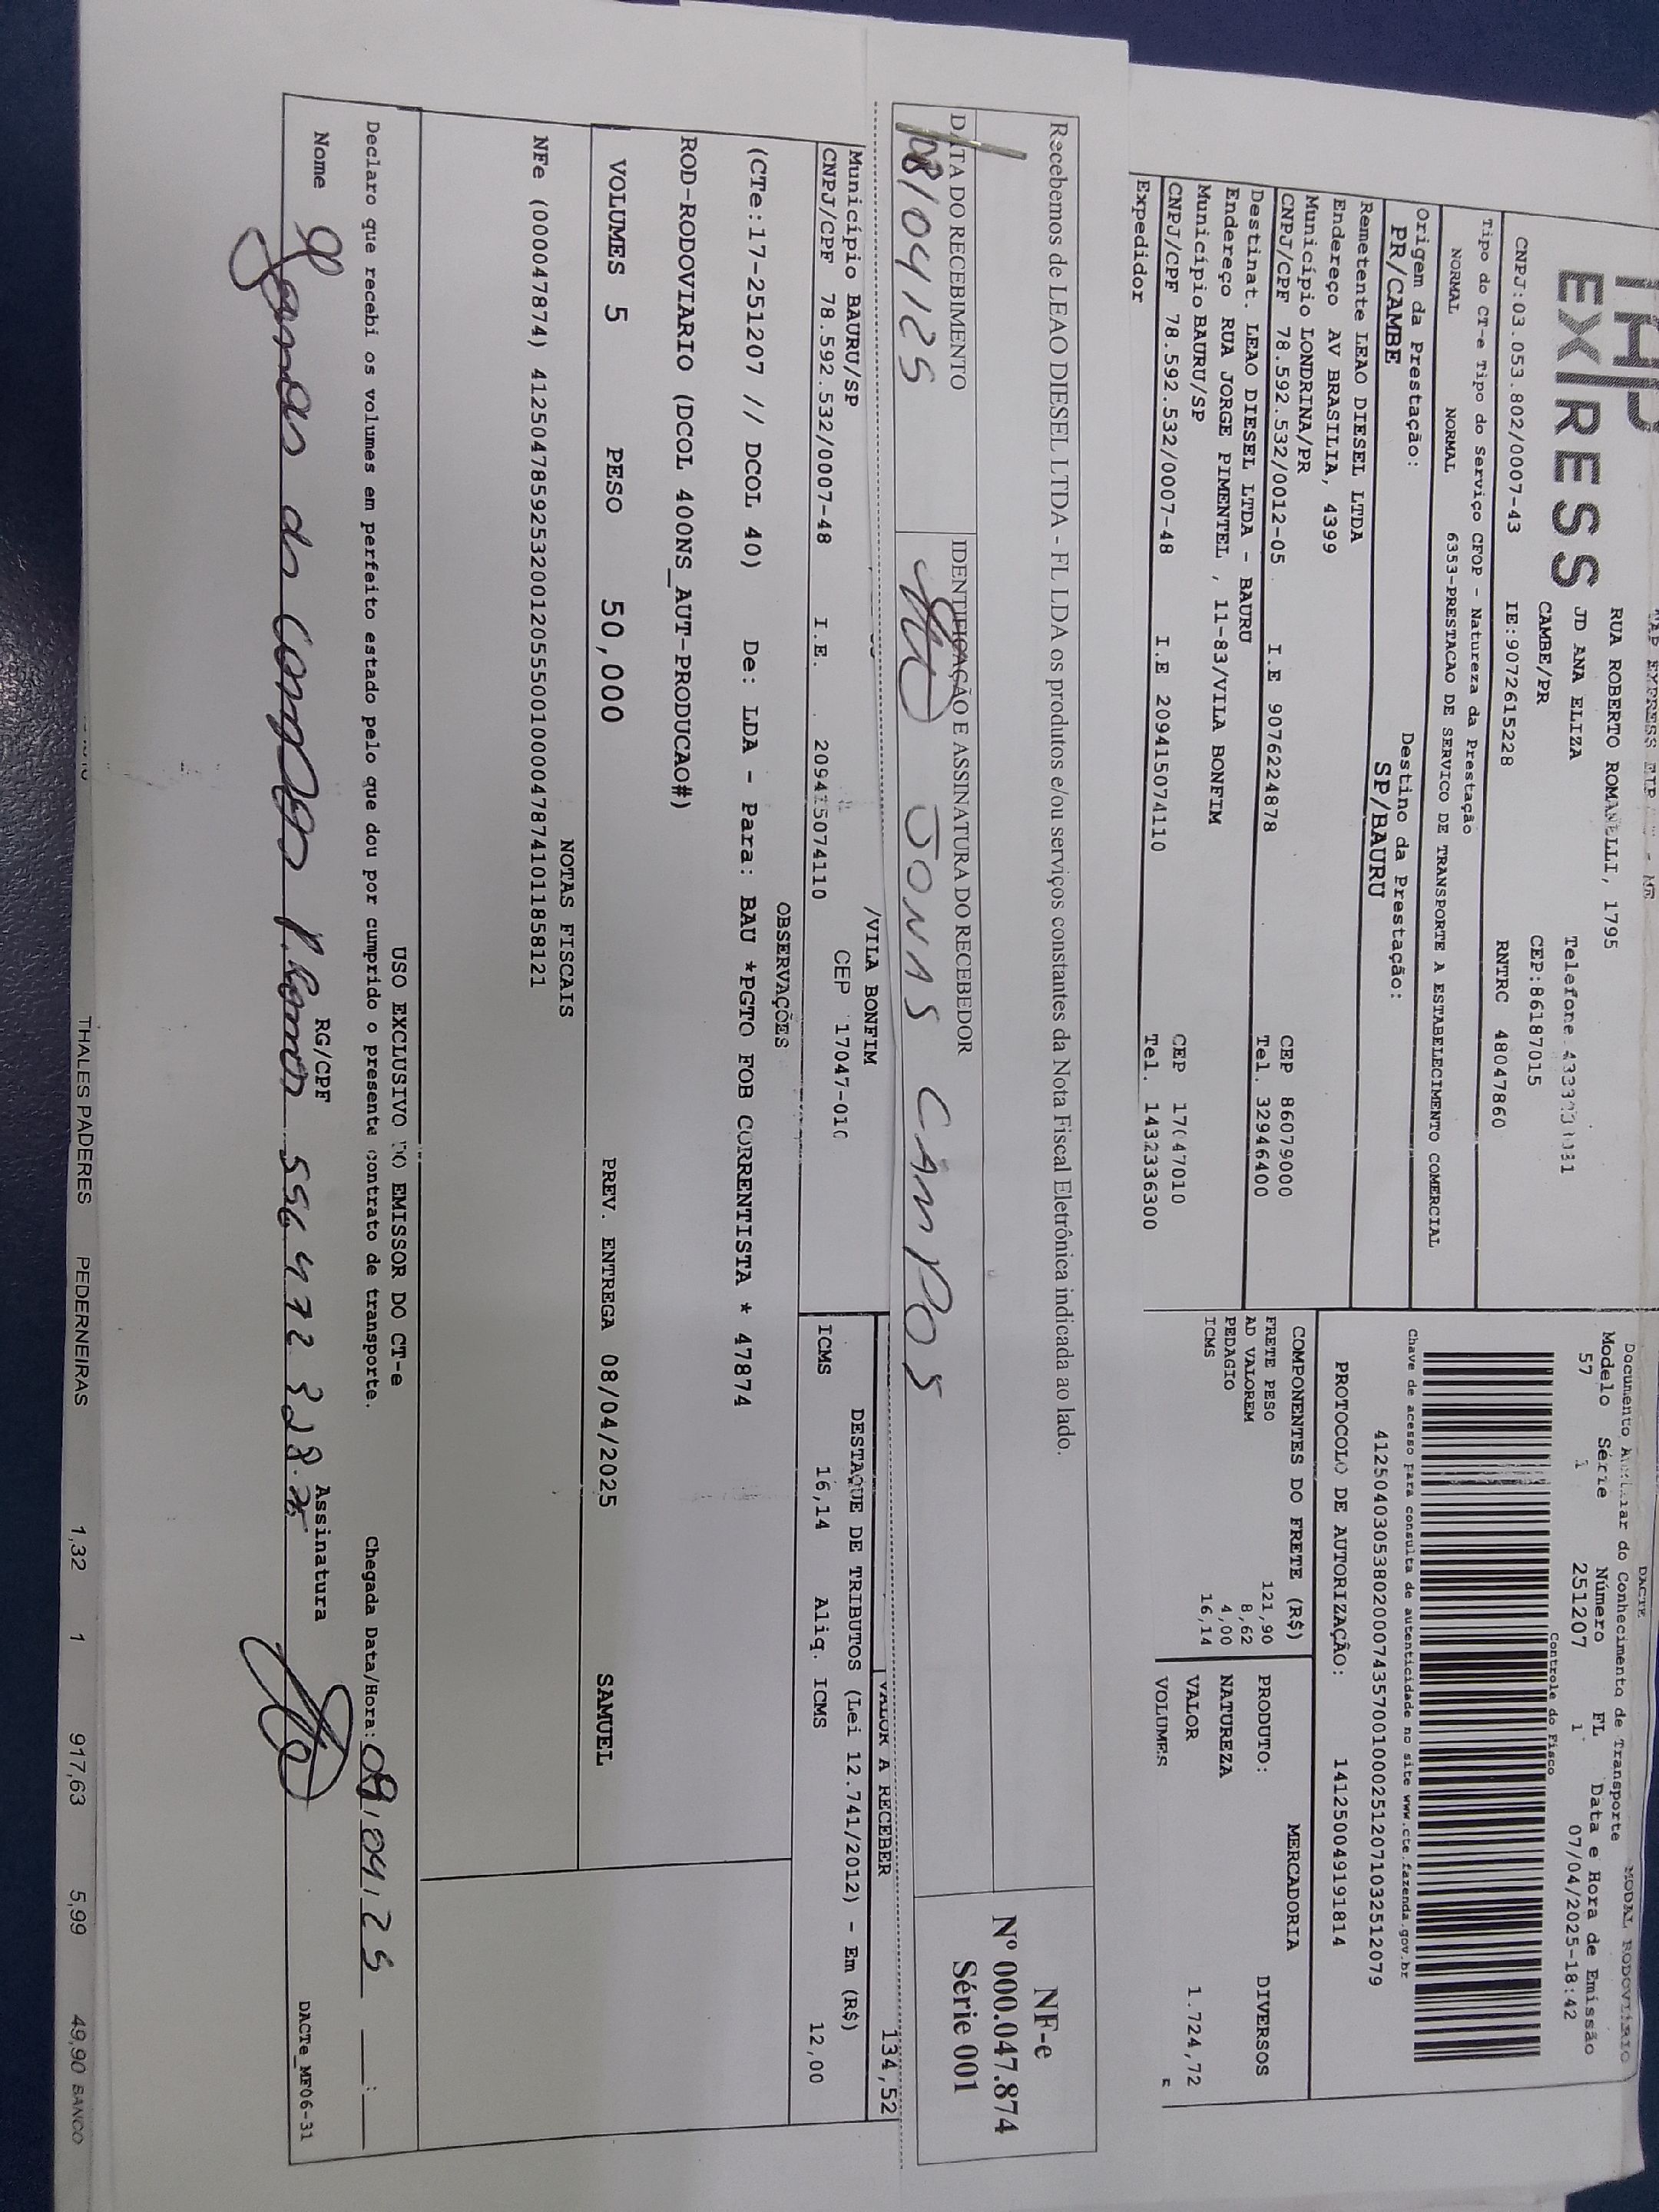 EXPRESS
RUA ROBERTO ROMANELLI, 1795
JD ANA ELIZA
CAMBE/PR
CEP:86187015
CNPJ:03.053.802/0007-43 IE:9072615228 RNTRC 48047860
Tipo do CT-e Tipo do Serviço CFOP - Natureza da Prestação
NORMAL NORMAL 6353-PRESTACAO DE SERVICO DE TRANSPORTE A ESTABELECIMENTO COMERCIAL
Origem da Prestação: Destino da Prestação:
PR/CAMBE SP/BAURU
Remetente LEAO DIESEL LTDA
Endereço AV BRASILIA, 4399
Município LONDRINA/PR CEP 86079000
CNPJ/CPF 78.592.532/0012-05 I.E 9076224878 Tel. 32946400
Destinat. LEAO DIESEL LTDA - BAURU
Endereço RUA JORGE PIMENTEL , 11-83/VILA BONFIM
Município BAURU/SP CEP 17047010
CNPJ/CPF 78.592.532/0007-48 I.E 209415074110 Tel. 1432336300
Expedidor
DACTE MODAL RODOVIARIO
Documento Auxiliar do Conhecimento de Transporte
Modelo Série Número FL Data e Hora de Emissão
57 1 251207 1 07/04/2025-18:42
Controle do Fisco
Chave de acesso para consulta de autenticidade no site www.cte.fazenda.gov.br
41250403053802000743570010002512071032512079
PROTOCOLO DE AUTORIZAÇÃO: 141250049191814
COMPONENTES DO FRETE (R$) MERCADORIA
FRETE PESO 121,90 PRODUTO: DIVERSOS
AD VALOREM 8,62
PEDAGIO 4,00 NATUREZA
ICMS 16,14 VALOR 1.724,72
VOLUMES
Recebemos de LEAO DIESEL LTDA - FL LDA os produtos e/ou serviços constantes da Nota Fiscal Eletrônica indicada ao lado.
NF-e
Nº 000.047.874
Série 001
DATA DO RECEBIMENTO IDENTIFICAÇÃO E ASSINATURA DO RECEBEDOR
08/04/25 JONAS CAMPOS
VALOR A RECEBER 134,52
/VILA BONFIM
Município BAURU/SP CEP 17047-010
CNPJ/CPF 78.592.532/0007-48 I.E. 209415074110
DESTAQUE DE TRIBUTOS (Lei 12.741/2012) - Em (R$)
ICMS 16,14 Aliq. ICMS 12,00
OBSERVAÇÕES
(CTe:17-251207 // DCOL 40) De: LDA - Para: BAU *PGTO FOB CORRENTISTA * 47874
ROD-RODOVIARIO (DCOL 400NS_AUT-PRODUCAO#)
VOLUMES 5 PESO 50,000 PREV. ENTREGA 08/04/2025 SAMUEL
NOTAS FISCAIS
NFe (000047874) 41250478592532001205550010000478741011858121
USO EXCLUSIVO DO EMISSOR DO CT-e
Declaro que recebi os volumes em perfeito estado pelo que dou por cumprido o presente contrato de transporte. Chegada Data/Hora: 08/04/25
Nome RG/CPF Assinatura
DACTe_MF06-31
THALES PADERES PEDERNEIRAS 1,32 1 917,63 5,99 49,90 BANCO